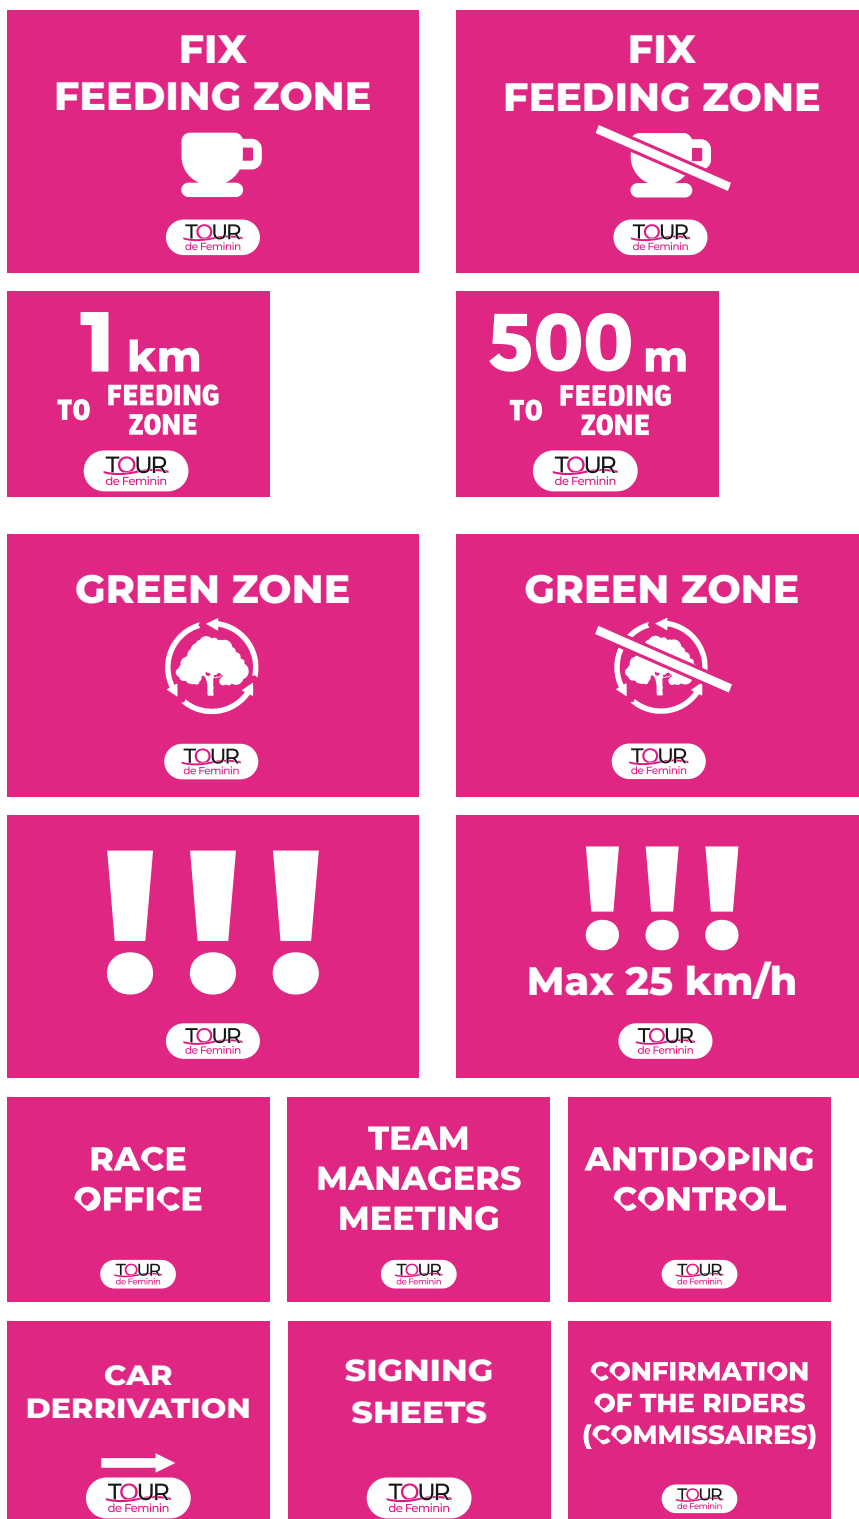 FIX
FEEDING ZONE
TOUR
de Feminin
FIX
FEEDING ZONE
TOUR
de Feminin
1 km
TO FEEDING
ZONE
TOUR
de Feminin
500 m
TO FEEDING
ZONE
TOUR
de Feminin
GREEN ZONE
TOUR
de Feminin
GREEN ZONE
TOUR
de Feminin
!!!
TOUR
de Feminin
!!!
Max 25 km/h
TOUR
de Feminin
RACE
OFFICE
TOUR
de Feminin
TEAM
MANAGERS
MEETING
TOUR
de Feminin
ANTIDOPING
CONTROL
TOUR
de Feminin
CAR
DERRIVATION
TOUR
de Feminin
SIGNING
SHEETS
TOUR
de Feminin
CONFIRMATION
OF THE RIDERS
(COMMISSAIRES)
TOUR
de Feminin